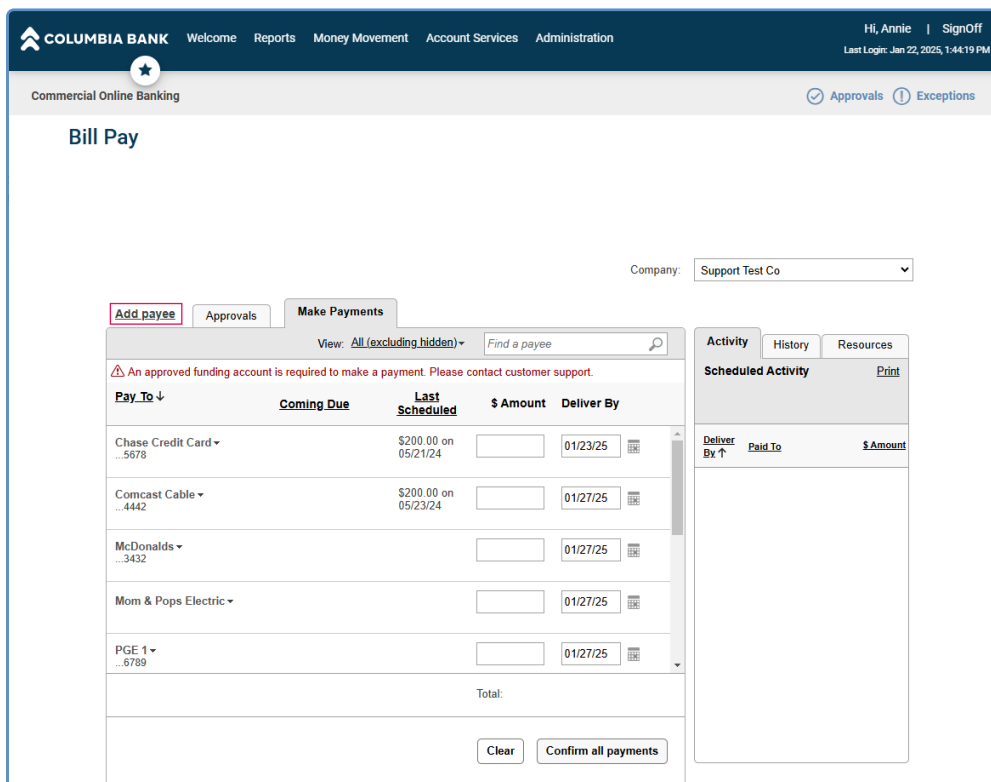 COLUMBIA BANK Welcome Reports Money Movement Account Services Administration
Hi, Annie | SignOff
Last Login: Jan 22, 2025, 1:44:19 PM
Commercial Online Banking
Approvals Exceptions
Bill Pay
Company: Support Test Co
Add payee Approvals Make Payments
View: All (excluding hidden) Find a payee
An approved funding account is required to make a payment. Please contact customer support.
Pay To ↓ Coming Due Last Scheduled $ Amount Deliver By
Chase Credit Card $200.00 on 01/23/25
...5678 05/21/24
Comcast Cable $200.00 on 01/27/25
...4442 05/23/24
McDonalds 01/27/25
...3432
Mom & Pops Electric 01/27/25
PGE 1 01/27/25
...6789
Total:
Clear Confirm all payments
Activity History Resources
Scheduled Activity Print
Deliver By ↑ Paid To $ Amount